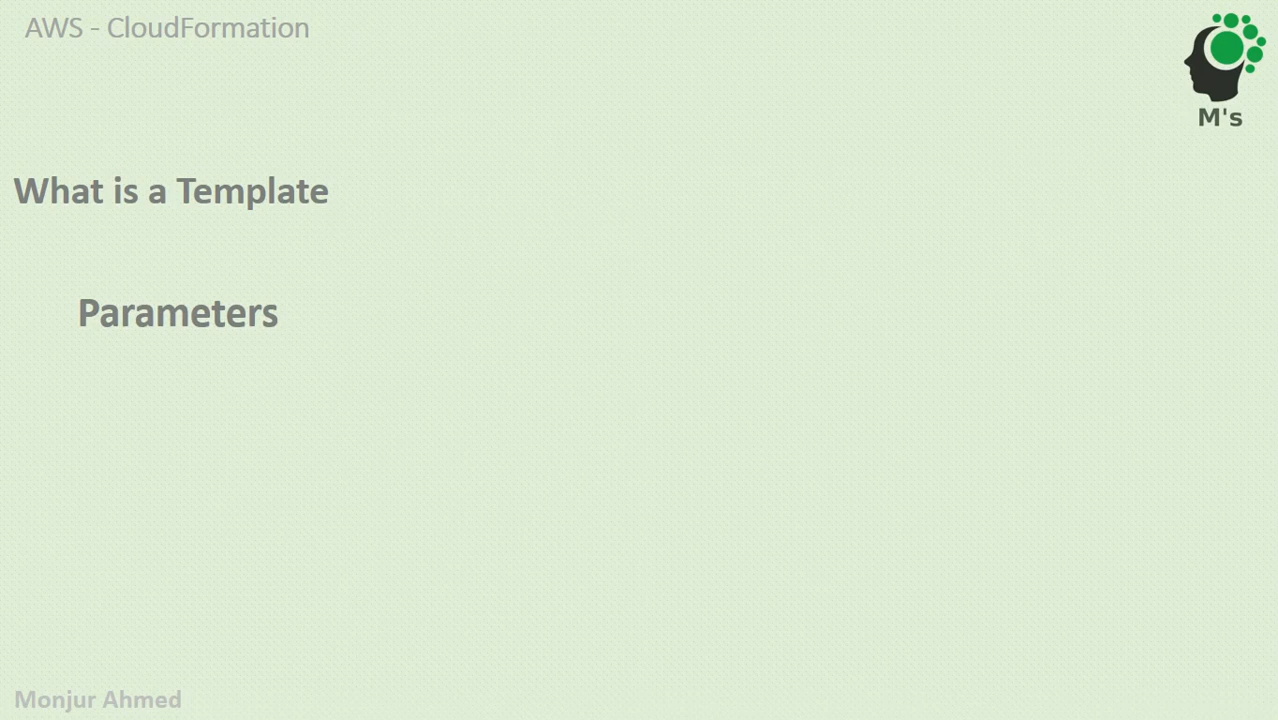 AWS - CloudFormation
M's
What is a Template
Parameters
Monjur Ahmed